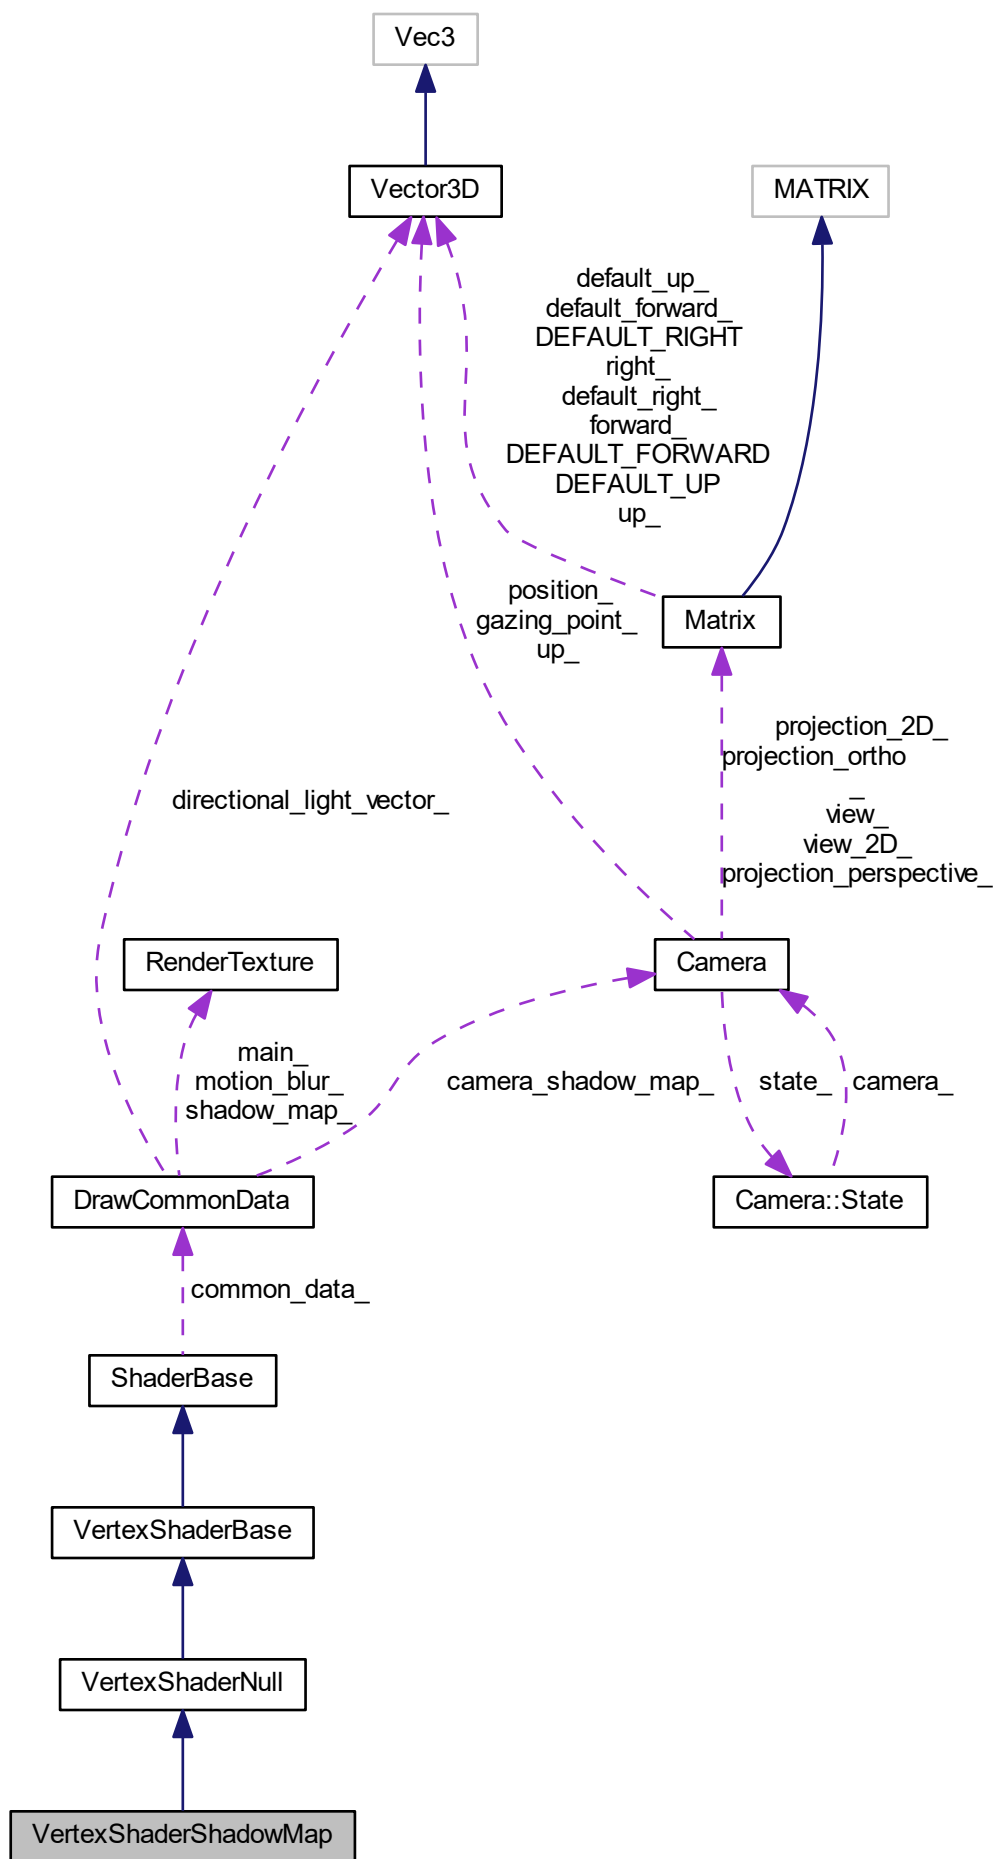 Vec3
Vector3D
MATRIX
default_up_
default_forward_
DEFAULT_RIGHT
right_
default_right_
forward_
DEFAULT_FORWARD
DEFAULT_UP
up_
position_
gazing_point_
up_
Matrix
projection_2D_
projection_ortho
_
view_
view_2D_
projection_perspective_
directional_light_vector_
RenderTexture
Camera
main_
motion_blur_
shadow_map_
camera_shadow_map_
state_
camera_
DrawCommonData
Camera::State
common_data_
ShaderBase
VertexShaderBase
VertexShaderNull
VertexShaderShadowMap